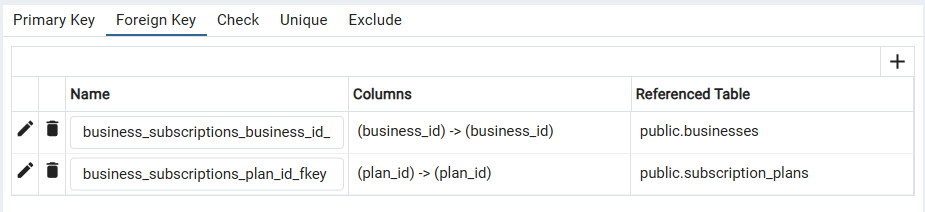 Primary Key Foreign Key Check Unique Exclude
Name Columns Referenced Table
business_subscriptions_business_id_ (business_id) -> (business_id) public.businesses
business_subscriptions_plan_id_fkey (plan_id) -> (plan_id) public.subscription_plans